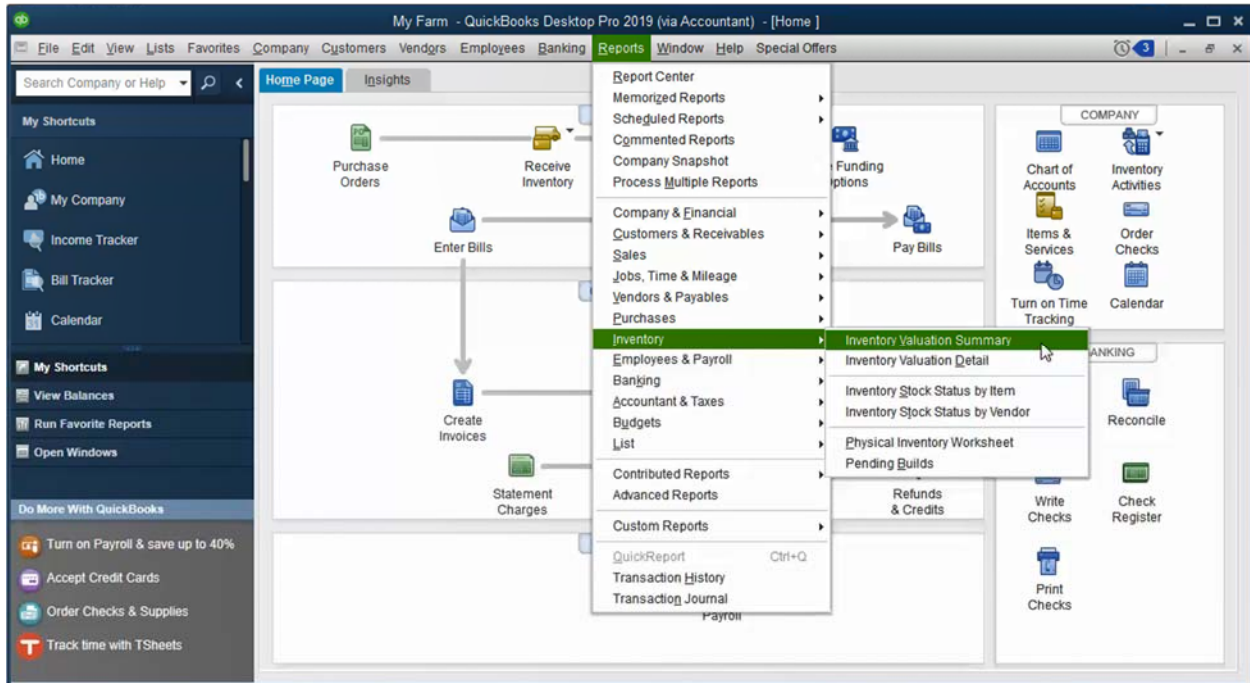 My Farm - QuickBooks Desktop Pro 2019 (via Accountant) - [Home ]
File Edit View Lists Favorites Company Customers Vendors Employees Banking Reports Window Help Special Offers
3
Search Company or Help
Home Page
Insights
My Shortcuts
Home
My Company
Income Tracker
Bill Tracker
Calendar
My Shortcuts
View Balances
Run Favorite Reports
Open Windows
Do More With QuickBooks
Turn on Payroll & save up to 40%
Accept Credit Cards
Order Checks & Supplies
Track time with TSheets
Purchase
Orders
Receive
Inventory
Enter Bills
Create
Invoices
Statement
Charges
Report Center
Memorized Reports
Scheduled Reports
Commented Reports
Company Snapshot
Process Multiple Reports
Company & Financial
Customers & Receivables
Sales
Jobs, Time & Mileage
Vendors & Payables
Purchases
Inventory
Employees & Payroll
Banking
Accountant & Taxes
Budgets
List
Contributed Reports
Advanced Reports
Custom Reports
QuickReport Ctrl+Q
Transaction History
Transaction Journal
Payroll
Inventory Valuation Summary
Inventory Valuation Detail
Inventory Stock Status by Item
Inventory Stock Status by Vendor
Physical Inventory Worksheet
Pending Builds
Funding
Pay Bills
Refunds
& Credits
COMPANY
Chart of
Accounts
Inventory
Activities
Items &
Services
Order
Checks
Turn on Time
Tracking
Calendar
Reconcile
Write
Checks
Check
Register
Print
Checks